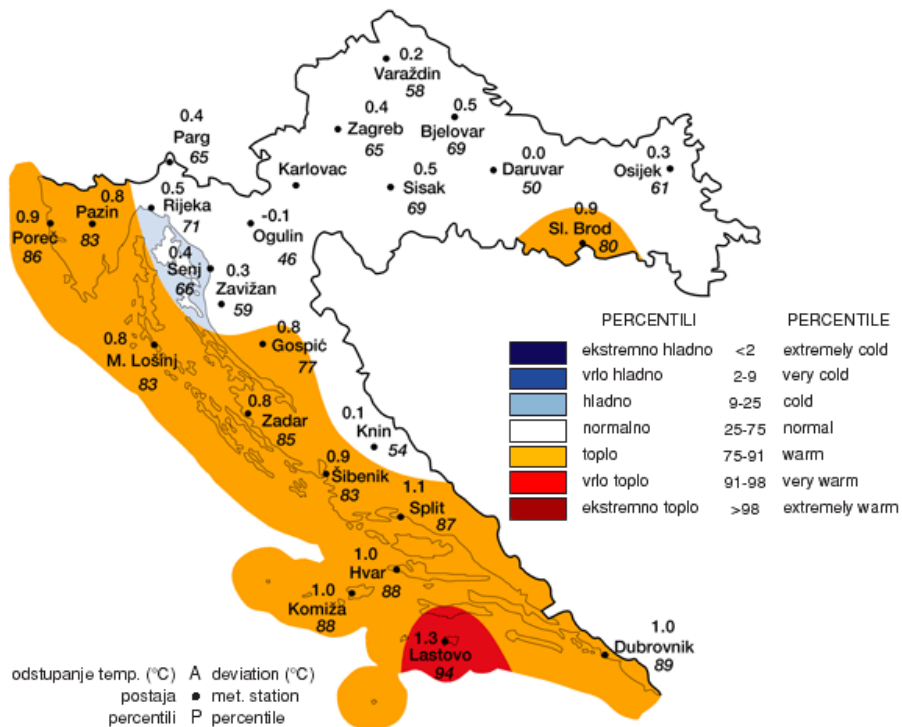 0.2
Varaždin
58
0.4
Parg
65
0.4
Zagreb
65
0.5
Bjelovar
69
Karlovac
0.5
Sisak
69
0.0
Daruvar
50
0.3
Osijek
61
0.9
Poreč
86
0.8
Pazin
83
0.5
Rijeka
71
-0.1
Ogulin
46
0.9
Sl. Brod
80
0.4
Senj
66
0.3
Zavižan
59
0.8
M. Lošinj
83
0.8
Gospić
77
0.8
Zadar
85
0.1
Knin
54
0.9
Šibenik
83
1.1
Split
87
1.0
Hvar
88
1.0
Komiža
88
1.3
Lastovo
94
1.0
Dubrovnik
89
PERCENTILI PERCENTILE
ekstremno hladno <2 extremely cold
vrlo hladno 2-9 very cold
hladno 9-25 cold
normalno 25-75 normal
toplo 75-91 warm
vrlo toplo 91-98 very warm
ekstremno toplo >98 extremely warm
odstupanje temp. (°C) A deviation (°C)
postaja ● met. station
percentili P percentile